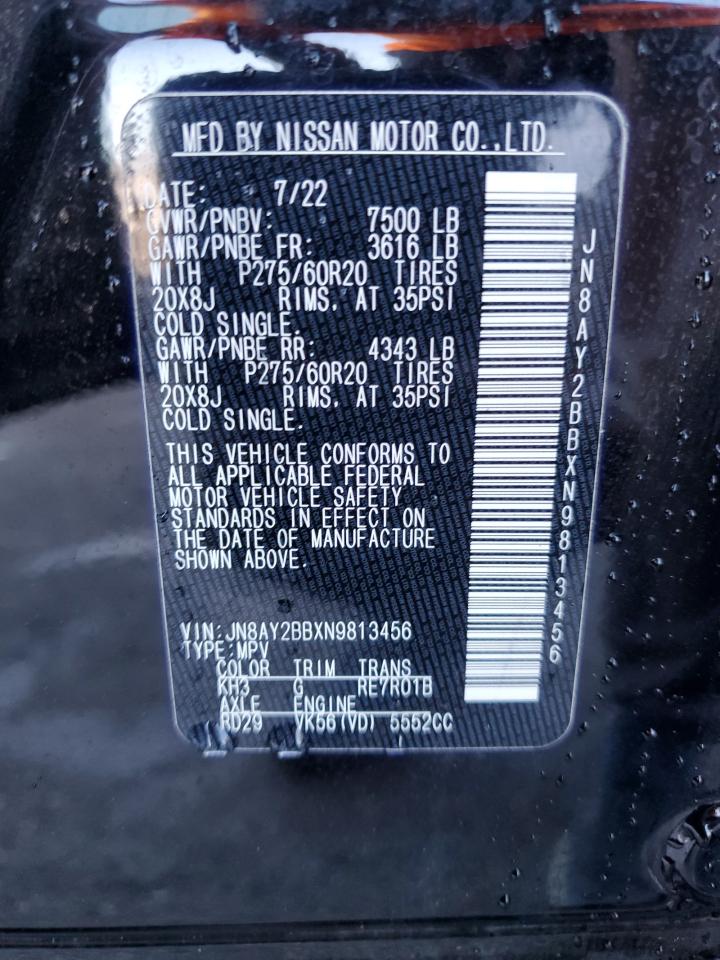 MFD BY NISSAN MOTOR CO.,LTD.
DATE: 7/22
GVWR/PNBV: 7500 LB
GAWR/PNBE FR: 3616 LB
WITH P275/60R20 TIRES
20X8J RIMS, AT 35PSI
COLD SINGLE.
GAWR/PNBE RR: 4343 LB
WITH P275/60R20 TIRES
20X8J RIMS, AT 35PSI
COLD SINGLE.
THIS VEHICLE CONFORMS TO
ALL APPLICABLE FEDERAL
MOTOR VEHICLE SAFETY
STANDARDS IN EFFECT ON
THE DATE OF MANUFACTURE
SHOWN ABOVE.
VIN:JN8AY2BBXN9813456
TYPE:MPV
COLOR TRIM TRANS
KH3 G RE7R01B
AXLE ENGINE
RD29 VK56(VD) 5552CC
JN8AY2BBXN9813456